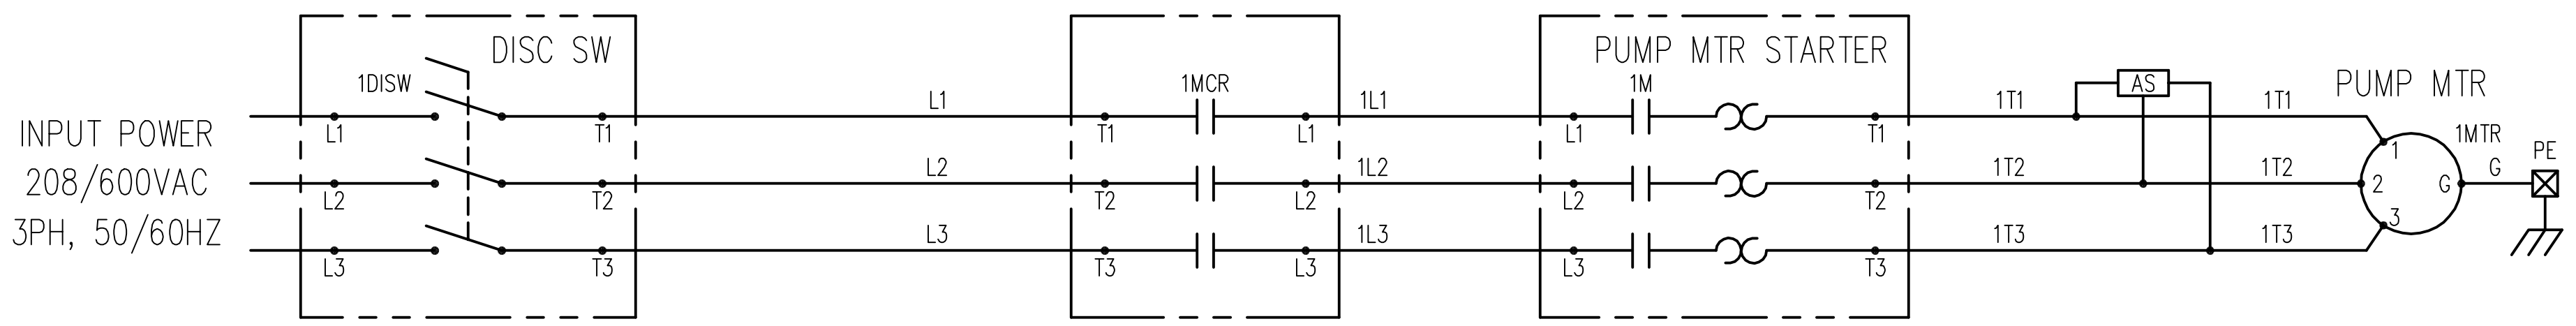 DISC SW
PUMP MTR STARTER
PUMP MTR
1DISW
1MCR
1M
AS
L1
1L1
1T1
1T1
INPUT POWER
L1
T1
T1
L1
L1
T1
1
1MTR
PE
208/600VAC
L2
1L2
1T2
1T2
2
G
G
L2
T2
T2
L2
L2
T2
3PH, 50/60HZ
L3
1L3
1T3
1T3
3
L3
T3
T3
L3
L3
T3